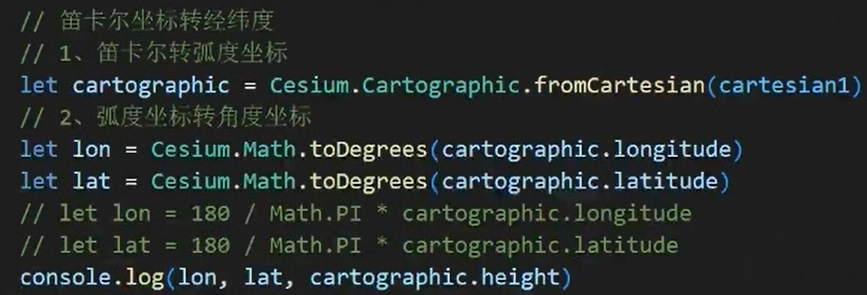 // 笛卡尔坐标转经纬度
// 1、笛卡尔转弧度坐标
let cartographic = Cesium.Cartographic.fromCartesian(cartesian1)
// 2、弧度坐标转角度坐标
let lon = Cesium.Math.toDegrees(cartographic.longitude)
let lat = Cesium.Math.toDegrees(cartographic.latitude)
// let lon = 180 / Math.PI * cartographic.longitude
// let lat = 180 / Math.PI * cartographic.latitude
console.log(lon, lat, cartographic.height)